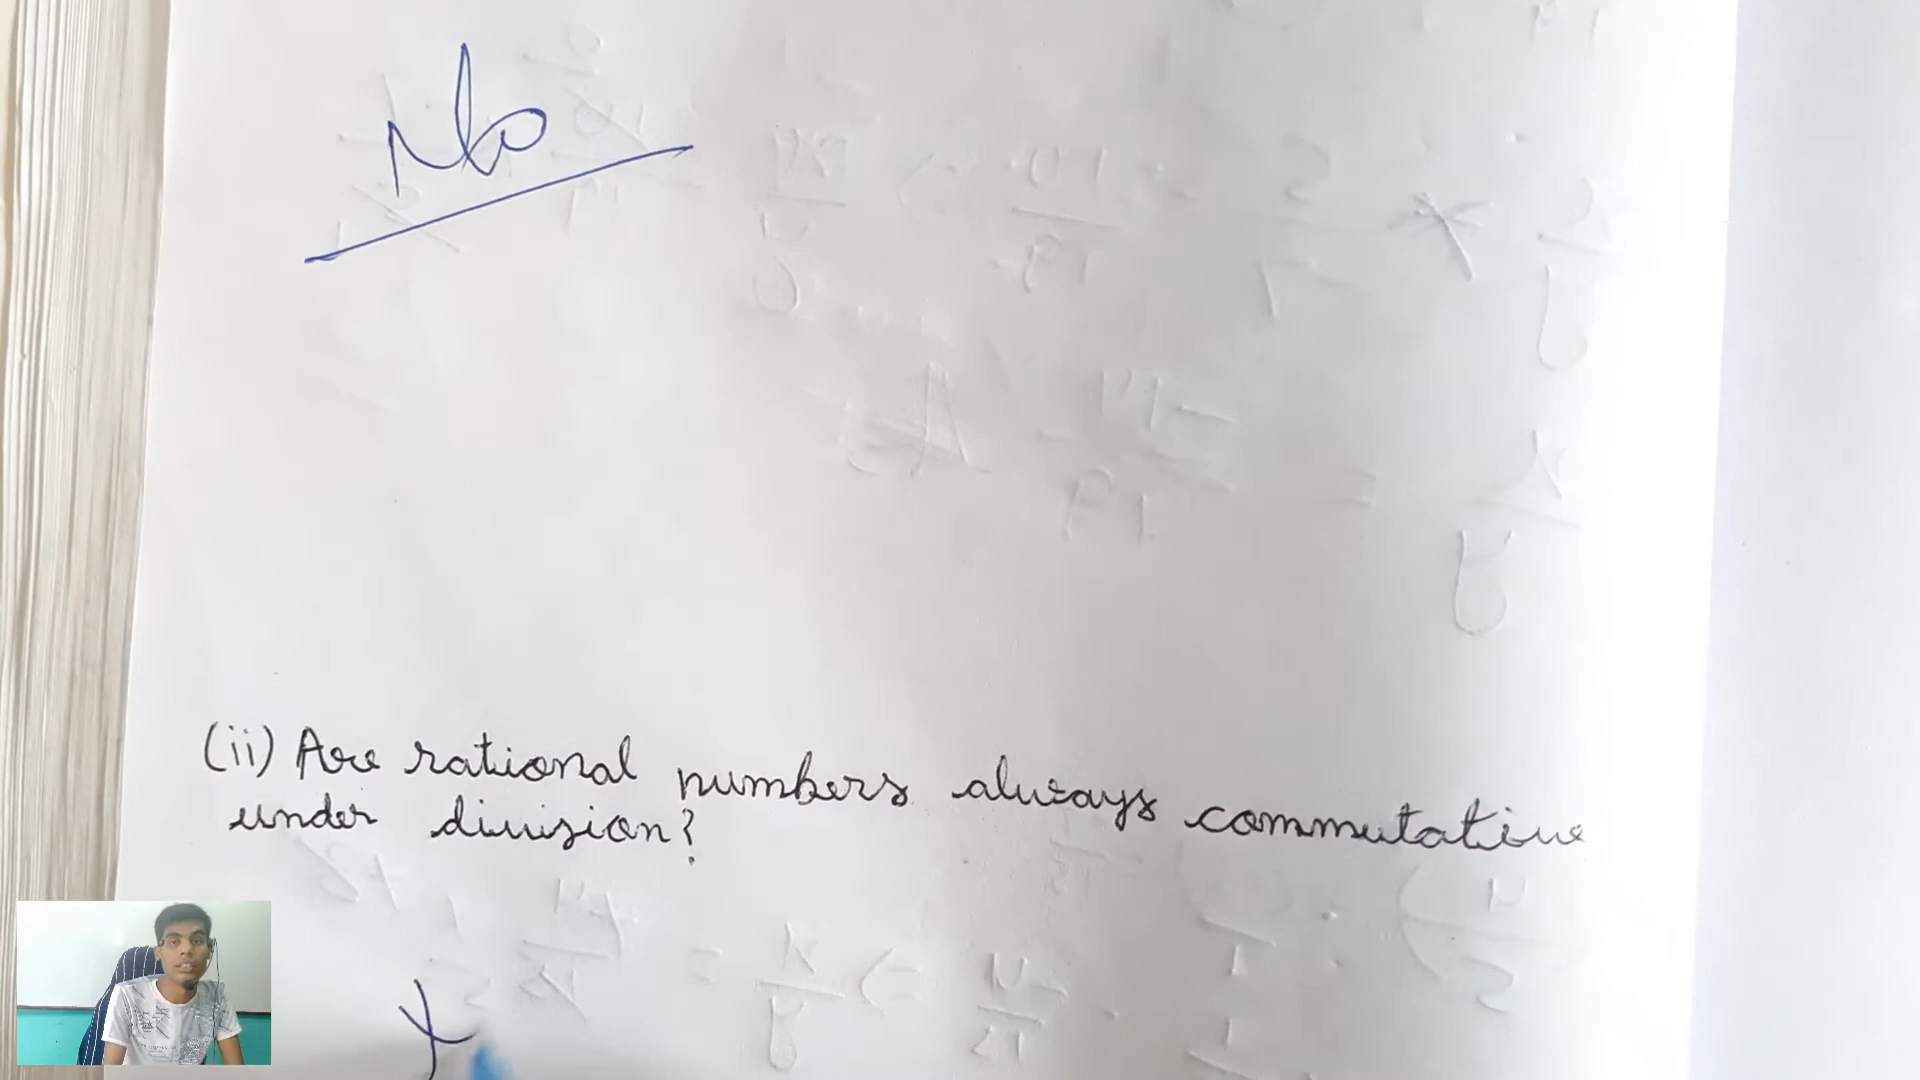 No
(ii) Are rational numbers always commutative
under division?